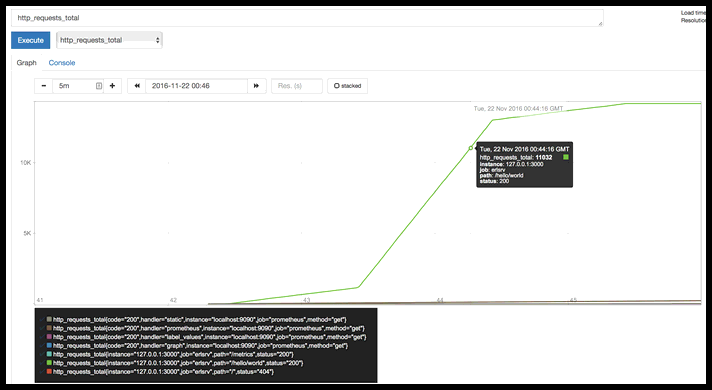 http_requests_total
Load time
Resolution
Execute
http_requests_total
Graph
Console
5m
2016-11-22 00:46
Res. (s)
stacked
Tue, 22 Nov 2016 00:44:16 GMT
Tue, 22 Nov 2016 00:44:16 GMT
http_requests_total: 11032
instance: 127.0.0.1:3000
job: erlsrv
path: /hello/world
status: 200
10K
5K
41 42 43 44 45
http_requests_total{code="200",handler="static",instance="localhost:9090",job="prometheus",method="get"}
http_requests_total{code="200",handler="prometheus",instance="localhost:9090",job="prometheus",method="get"}
http_requests_total{code="200",handler="label_values",instance="localhost:9090",job="prometheus",method="get"}
http_requests_total{code="200",handler="graph",instance="localhost:9090",job="prometheus",method="get"}
http_requests_total{instance="127.0.0.1:3000",job="erlsrv",path="/metrics",status="200"}
http_requests_total{instance="127.0.0.1:3000",job="erlsrv",path="/hello/world",status="200"}
http_requests_total{instance="127.0.0.1:3000",job="erlsrv",path="/",status="404"}